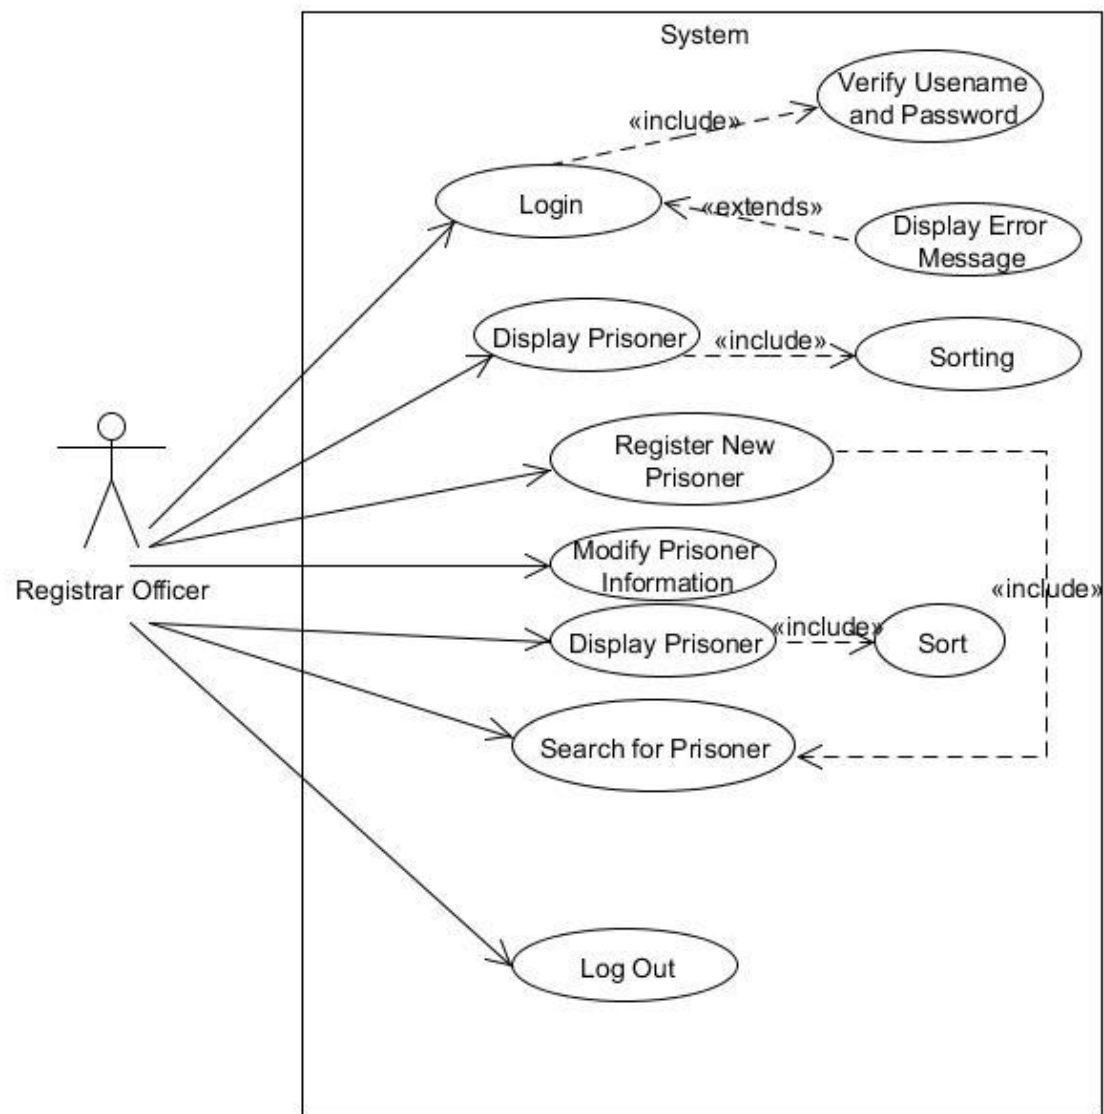 System
Verify Usename
and Password
«include»
Login
«extends»
Display Error
Message
Display Prisoner
«include»
Sorting
Register New
Prisoner
Modify Prisoner
Information
«include»
Registrar Officer
Display Prisoner
«include»
Sort
Search for Prisoner
Log Out